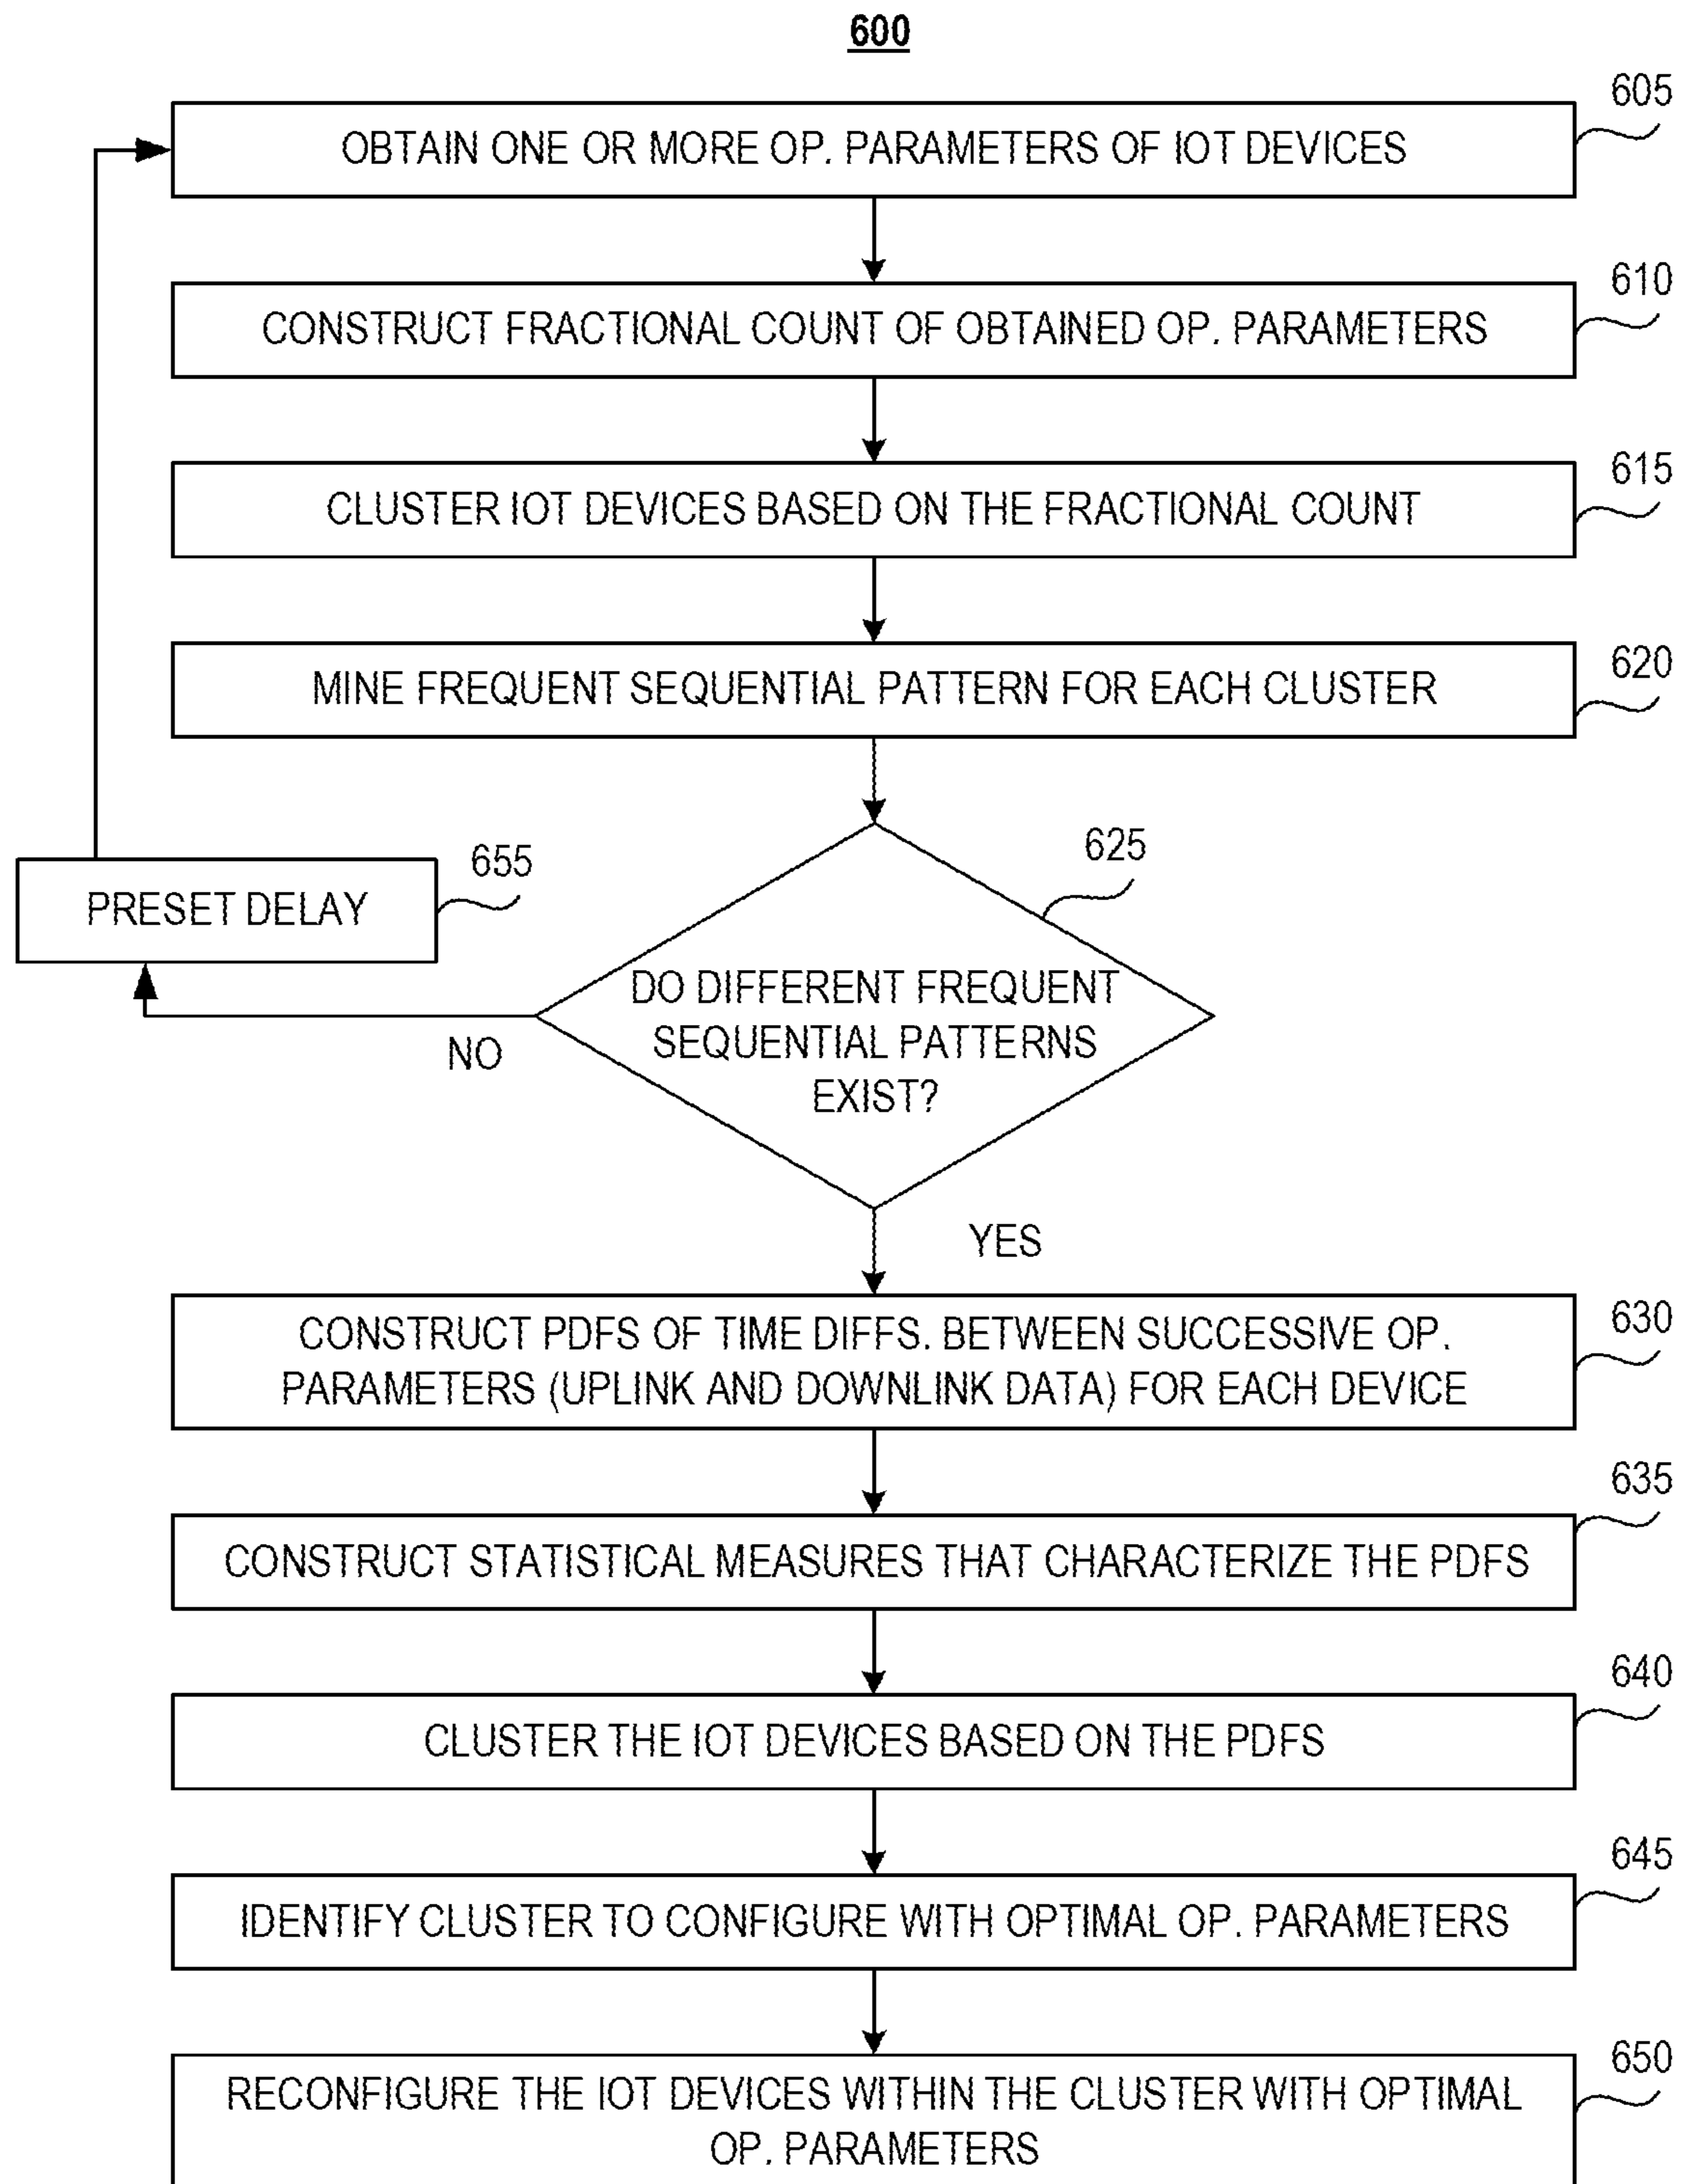 600
605
OBTAIN ONE OR MORE OP. PARAMETERS OF IOT DEVICES
610
CONSTRUCT FRACTIONAL COUNT OF OBTAINED OP. PARAMETERS
615
CLUSTER IOT DEVICES BASED ON THE FRACTIONAL COUNT
620
MINE FREQUENT SEQUENTIAL PATTERN FOR EACH CLUSTER
625
655
PRESET DELAY
DO DIFFERENT FREQUENT
SEQUENTIAL PATTERNS
EXIST?
NO
YES
630
CONSTRUCT PDFS OF TIME DIFFS. BETWEEN SUCCESSIVE OP.
PARAMETERS (UPLINK AND DOWNLINK DATA) FOR EACH DEVICE
635
CONSTRUCT STATISTICAL MEASURES THAT CHARACTERIZE THE PDFS
640
CLUSTER THE IOT DEVICES BASED ON THE PDFS
645
IDENTIFY CLUSTER TO CONFIGURE WITH OPTIMAL OP. PARAMETERS
650
RECONFIGURE THE IOT DEVICES WITHIN THE CLUSTER WITH OPTIMAL
OP. PARAMETERS